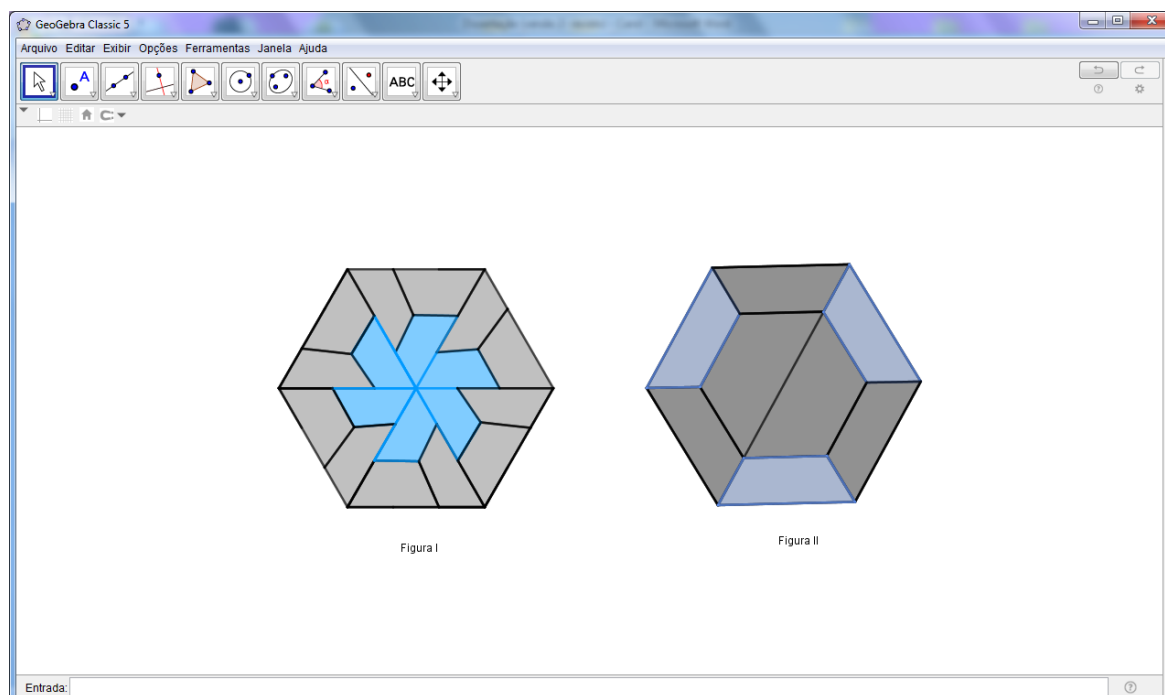 GeoGebra Classic 5
Arquivo Editar Exibir Opções Ferramentas Janela Ajuda
ABC
Figura I
Figura II
Entrada: